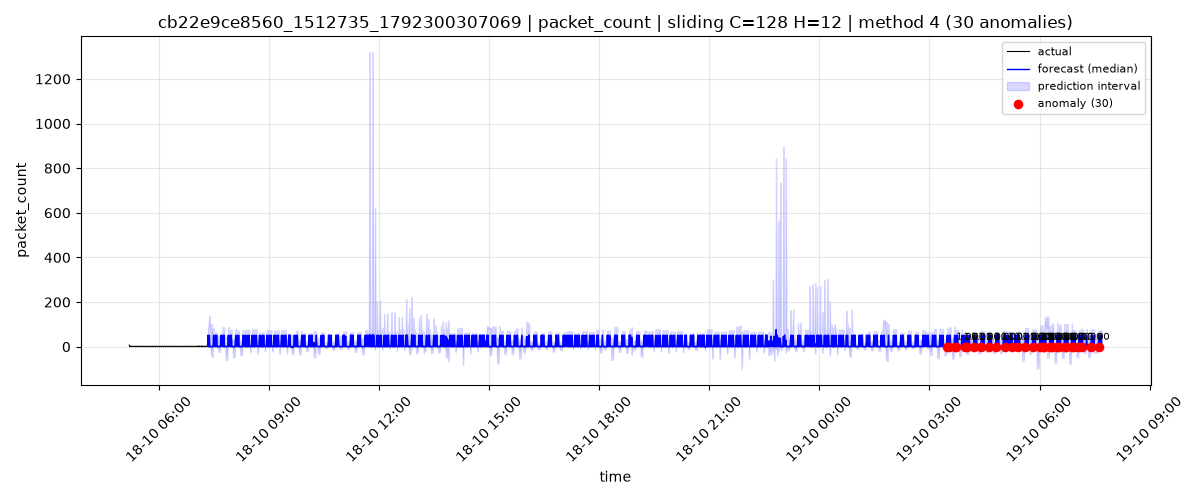 cb22e9ce8560_1512735_1792300307069 | packet_count | sliding C=128 H=12 | method 4 (30 anomalies)
actual
forecast (median)
prediction interval
anomaly (30)
packet_count
1200
1000
800
600
400
200
0
18-10 06:00
18-10 09:00
18-10 12:00
18-10 15:00
18-10 18:00
18-10 21:00
19-10 00:00
19-10 03:00
19-10 06:00
19-10 09:00
time